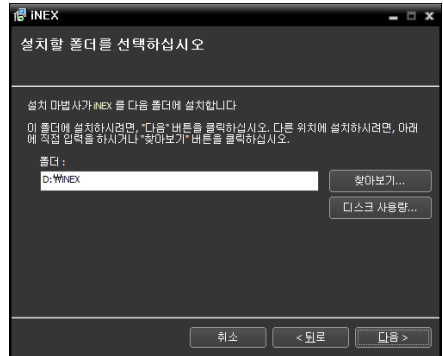 iNEX
설치할 폴더를 선택하십시오
설치 마법사가 iNEX 를 다음 폴더에 설치합니다
이 폴더에 설치하시려면, "다음" 버튼을 클릭하십시오. 다른 위치에 설치하시려면, 아래
에 직접 입력을 하시거나 "찾아보기" 버튼을 클릭하십시오.
폴더 :
D:₩iNEX
찾아보기...
디스크 사용량...
취소
< 뒤로
다음 >